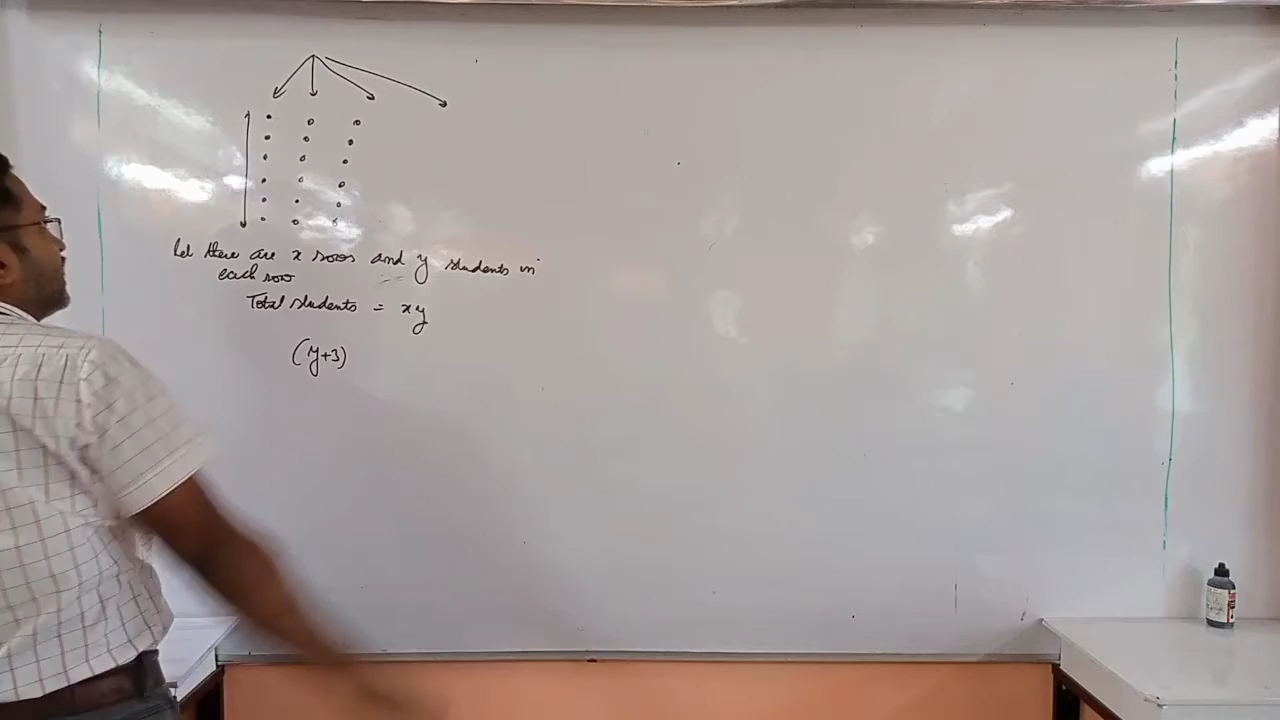 Let there are x rows and y students in
each row
Total students = xy
(y+3)